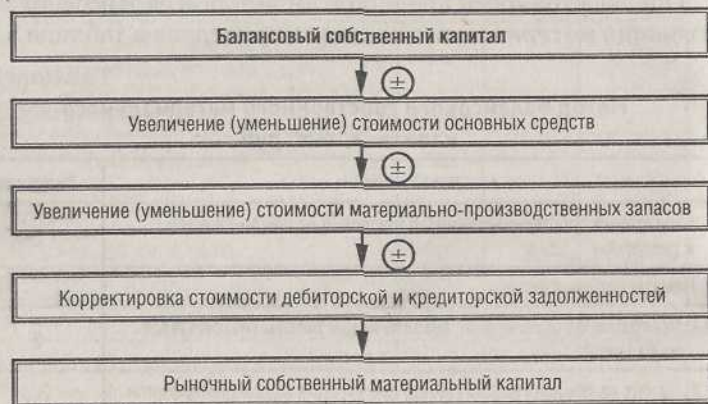 Балансовый собственный капитал
±
Увеличение (уменьшение) стоимости основных средств
±
Увеличение (уменьшение) стоимости материально-производственных запасов
±
Корректировка стоимости дебиторской и кредиторской задолженностей
Рыночный собственный материальный капитал